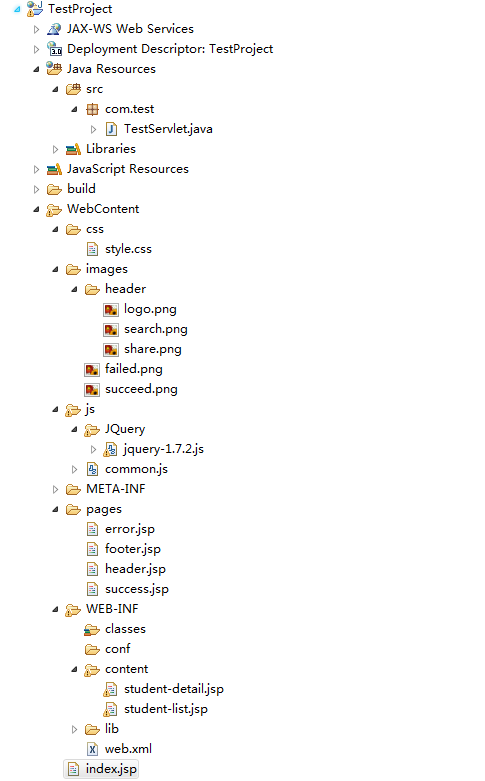 TestProject
JAX-WS Web Services
Deployment Descriptor: TestProject
Java Resources
src
com.test
TestServlet.java
Libraries
JavaScript Resources
build
WebContent
css
style.css
images
header
logo.png
search.png
share.png
failed.png
succeed.png
js
JQuery
jquery-1.7.2.js
common.js
META-INF
pages
error.jsp
footer.jsp
header.jsp
success.jsp
WEB-INF
classes
conf
content
student-detail.jsp
student-list.jsp
lib
web.xml
index.jsp